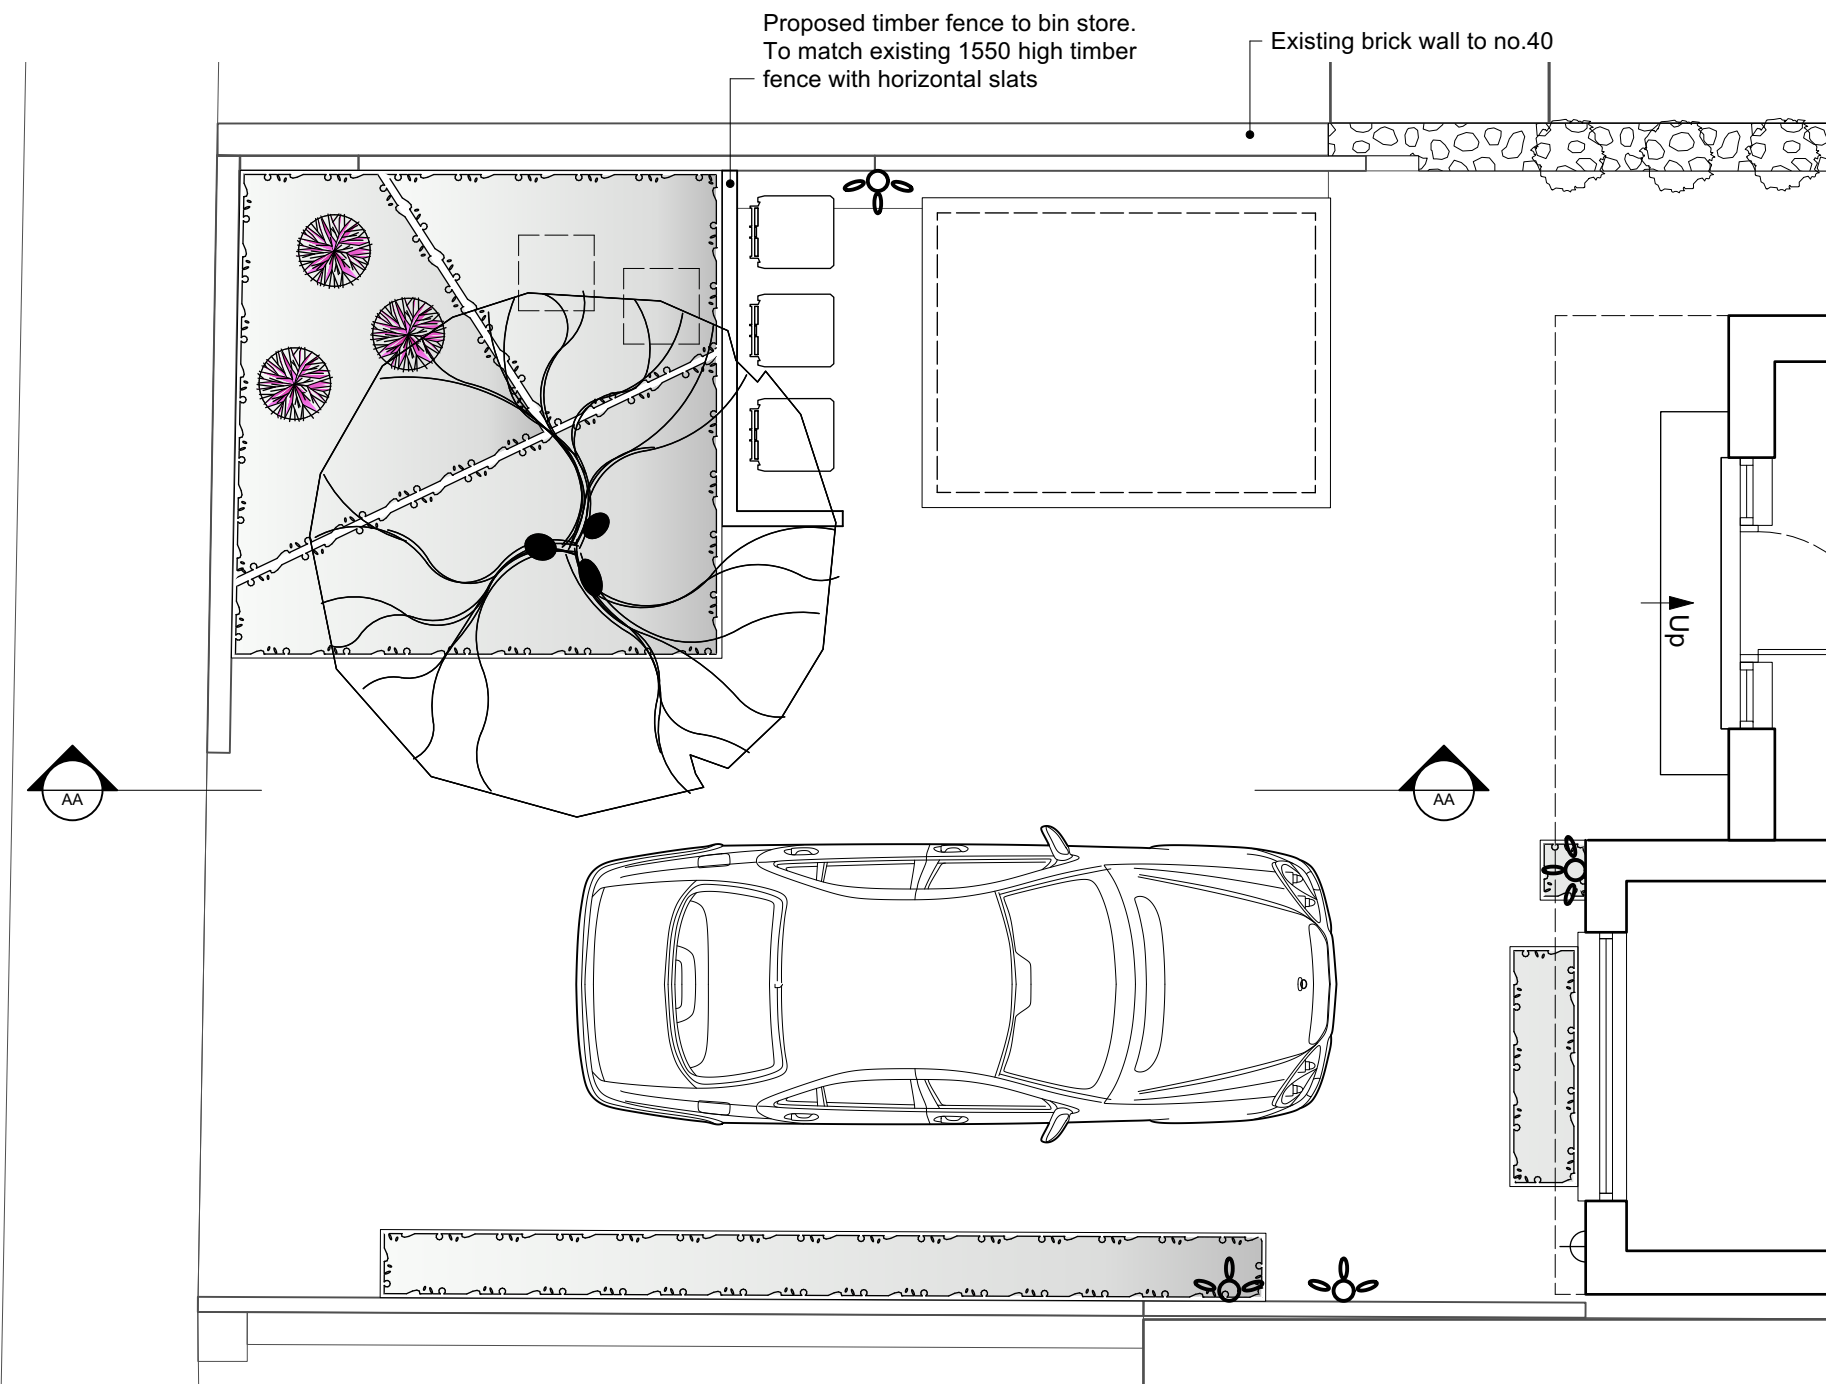 Proposed timber fence to bin store.
To match existing 1550 high timber
fence with horizontal slats
Existing brick wall to no.40
Up
AA
AA